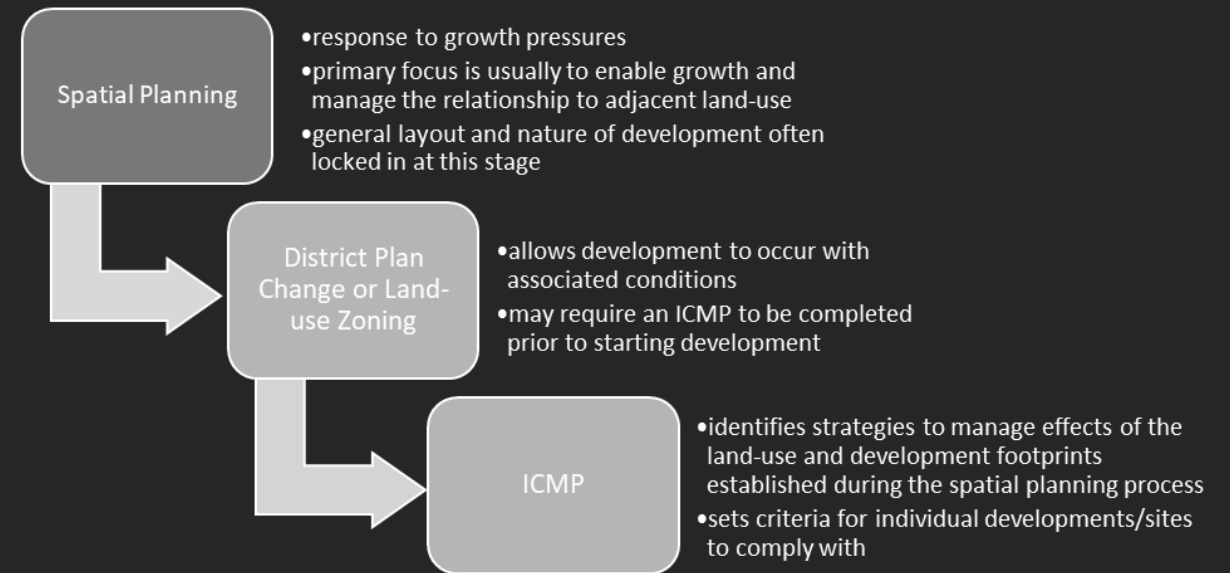 Spatial Planning
•response to growth pressures
•primary focus is usually to enable growth and
manage the relationship to adjacent land-use
•general layout and nature of development often
locked in at this stage
District Plan
Change or Land-
use Zoning
•allows development to occur with
associated conditions
•may require an ICMP to be completed
prior to starting development
ICMP
•identifies strategies to manage effects of the
land-use and development footprints
established during the spatial planning process
•sets criteria for individual developments/sites
to comply with